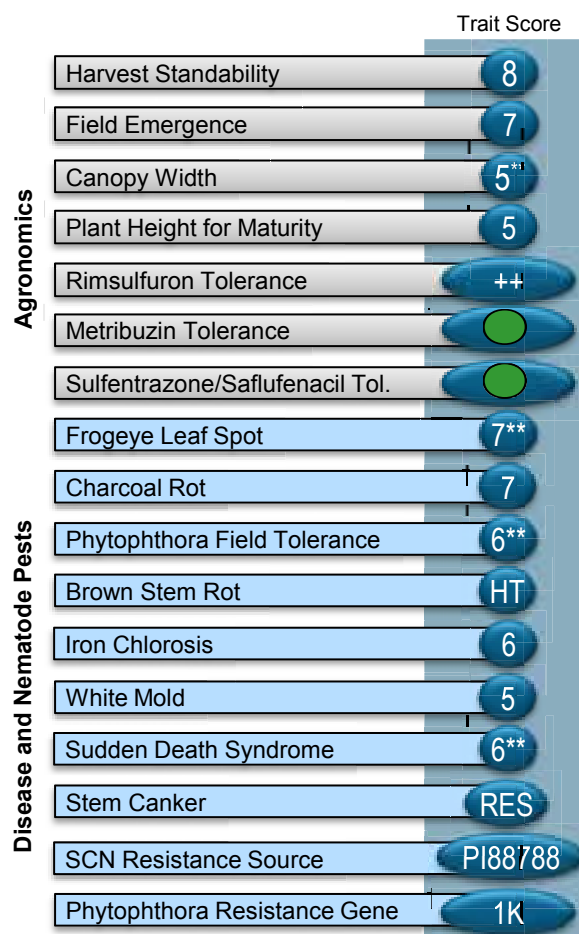 Trait Score
Agronomics
Harvest Standability 8
Field Emergence 7
Canopy Width 5**
Plant Height for Maturity 5
Rimsulfuron Tolerance ++
Metribuzin Tolerance
Sulfentrazone/Saflufenacil Tol.
Disease and Nematode Pests
Frogeye Leaf Spot 7**
Charcoal Rot 7
Phytophthora Field Tolerance 6**
Brown Stem Rot HT
Iron Chlorosis 6
White Mold 5
Sudden Death Syndrome 6**
Stem Canker RES
SCN Resistance Source PI88788
Phytophthora Resistance Gene 1K